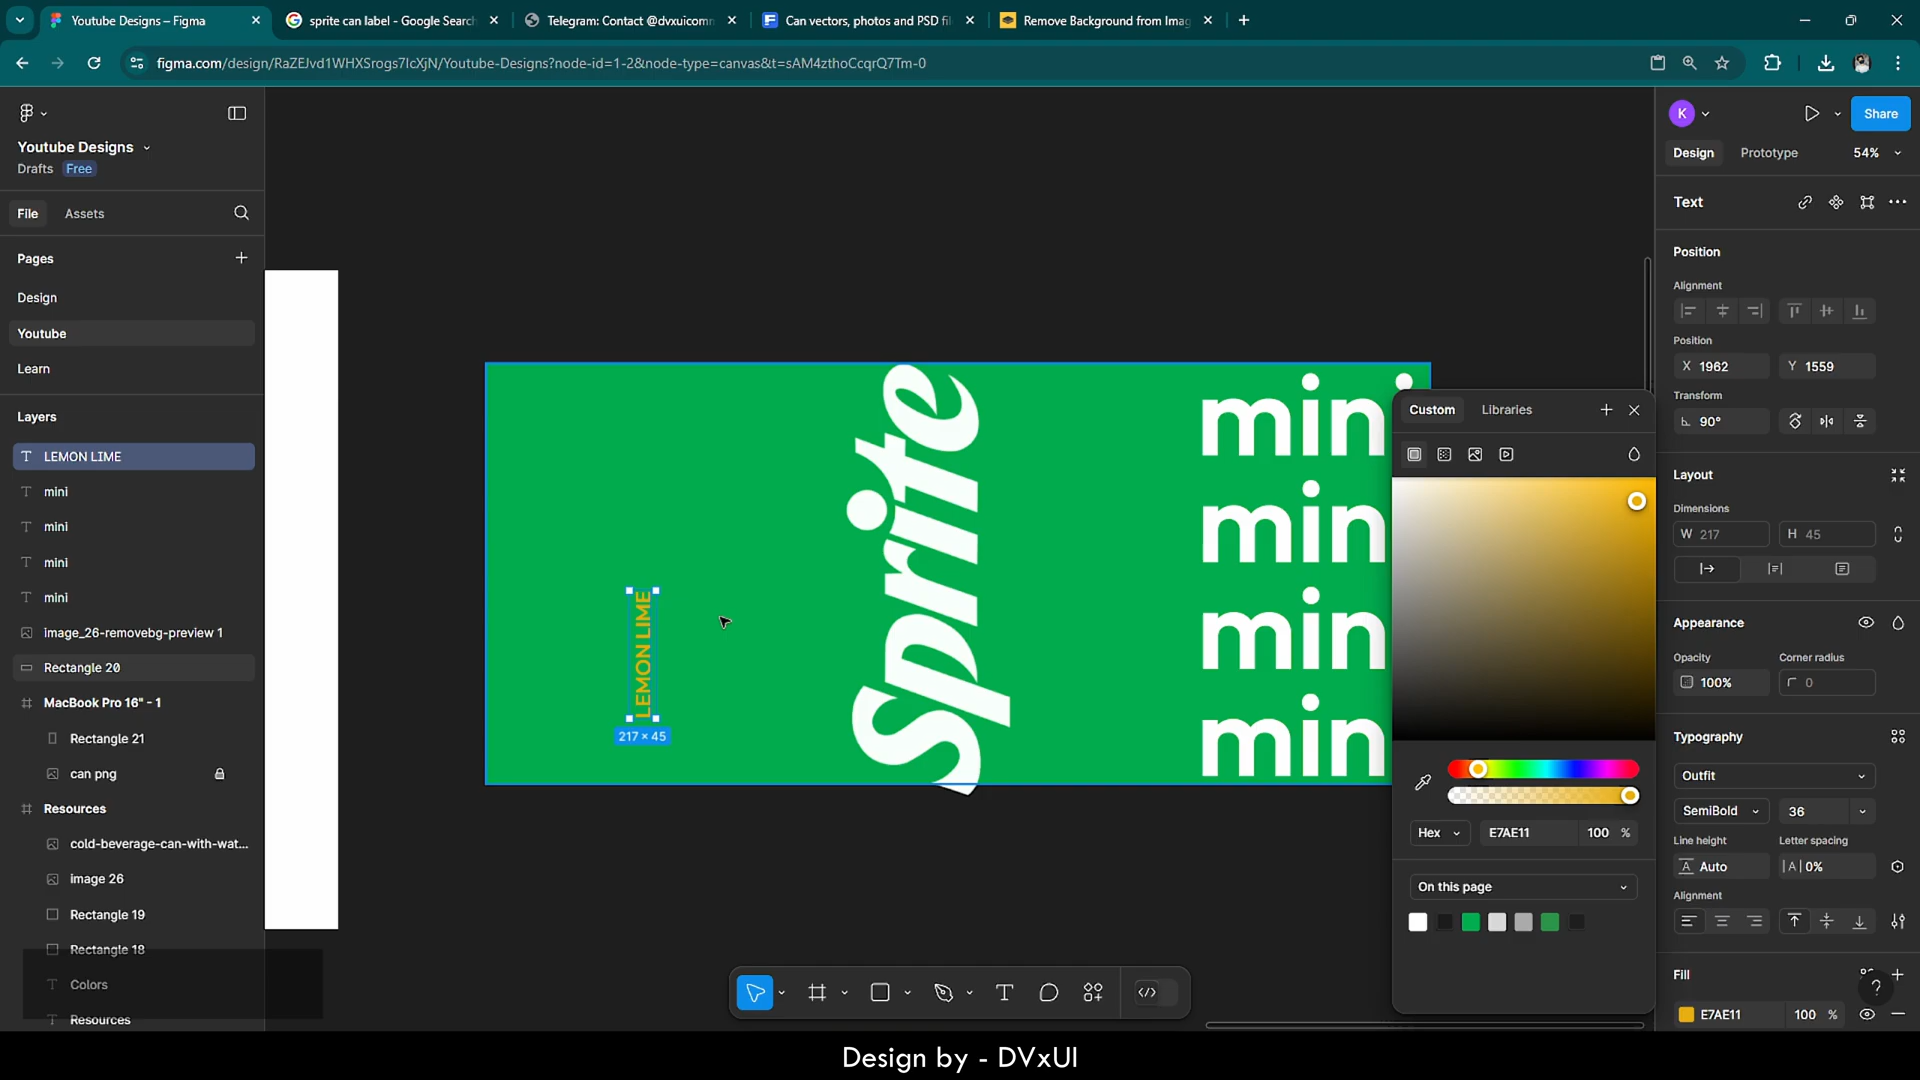 Youtube Designs – Figma
sprite can label - Google Search
Telegram: Contact @dvxuicomm
Can vectors, photos and PSD fil
Remove Background from Imag
figma.com/design/RaZEJvd1WHXSrogs7IcXjN/Youtube-Designs?node-id=1-2&node-type=canvas&t=sAM4zthoCcqrQ7Tm-0
Youtube Designs
Drafts Free
File Assets
Pages
Design
Youtube
Learn
Layers
LEMON LIME
mini
mini
mini
mini
image_26-removebg-preview 1
Rectangle 20
MacBook Pro 16" - 1
Rectangle 21
can png
Resources
cold-beverage-can-with-wat...
image 26
Rectangle 19
Rectangle 18
Colors
Resources
LEMON LIME
217 × 45
Sprite
mini
min
min
min
Custom Libraries
Hex E7AE11 100 %
On this page
K Share
Design Prototype 54%
Text
Position
Alignment
Position
X 1962 Y 1559
Transform
90°
Layout
Dimensions
W 217 H 45
Appearance
Opacity Corner radius
100% 0
Typography
Outfit
SemiBold 36
Line height Letter spacing
Auto |A| 0%
Alignment
Fill
?
E7AE11 100 %
Design by - DVxUI